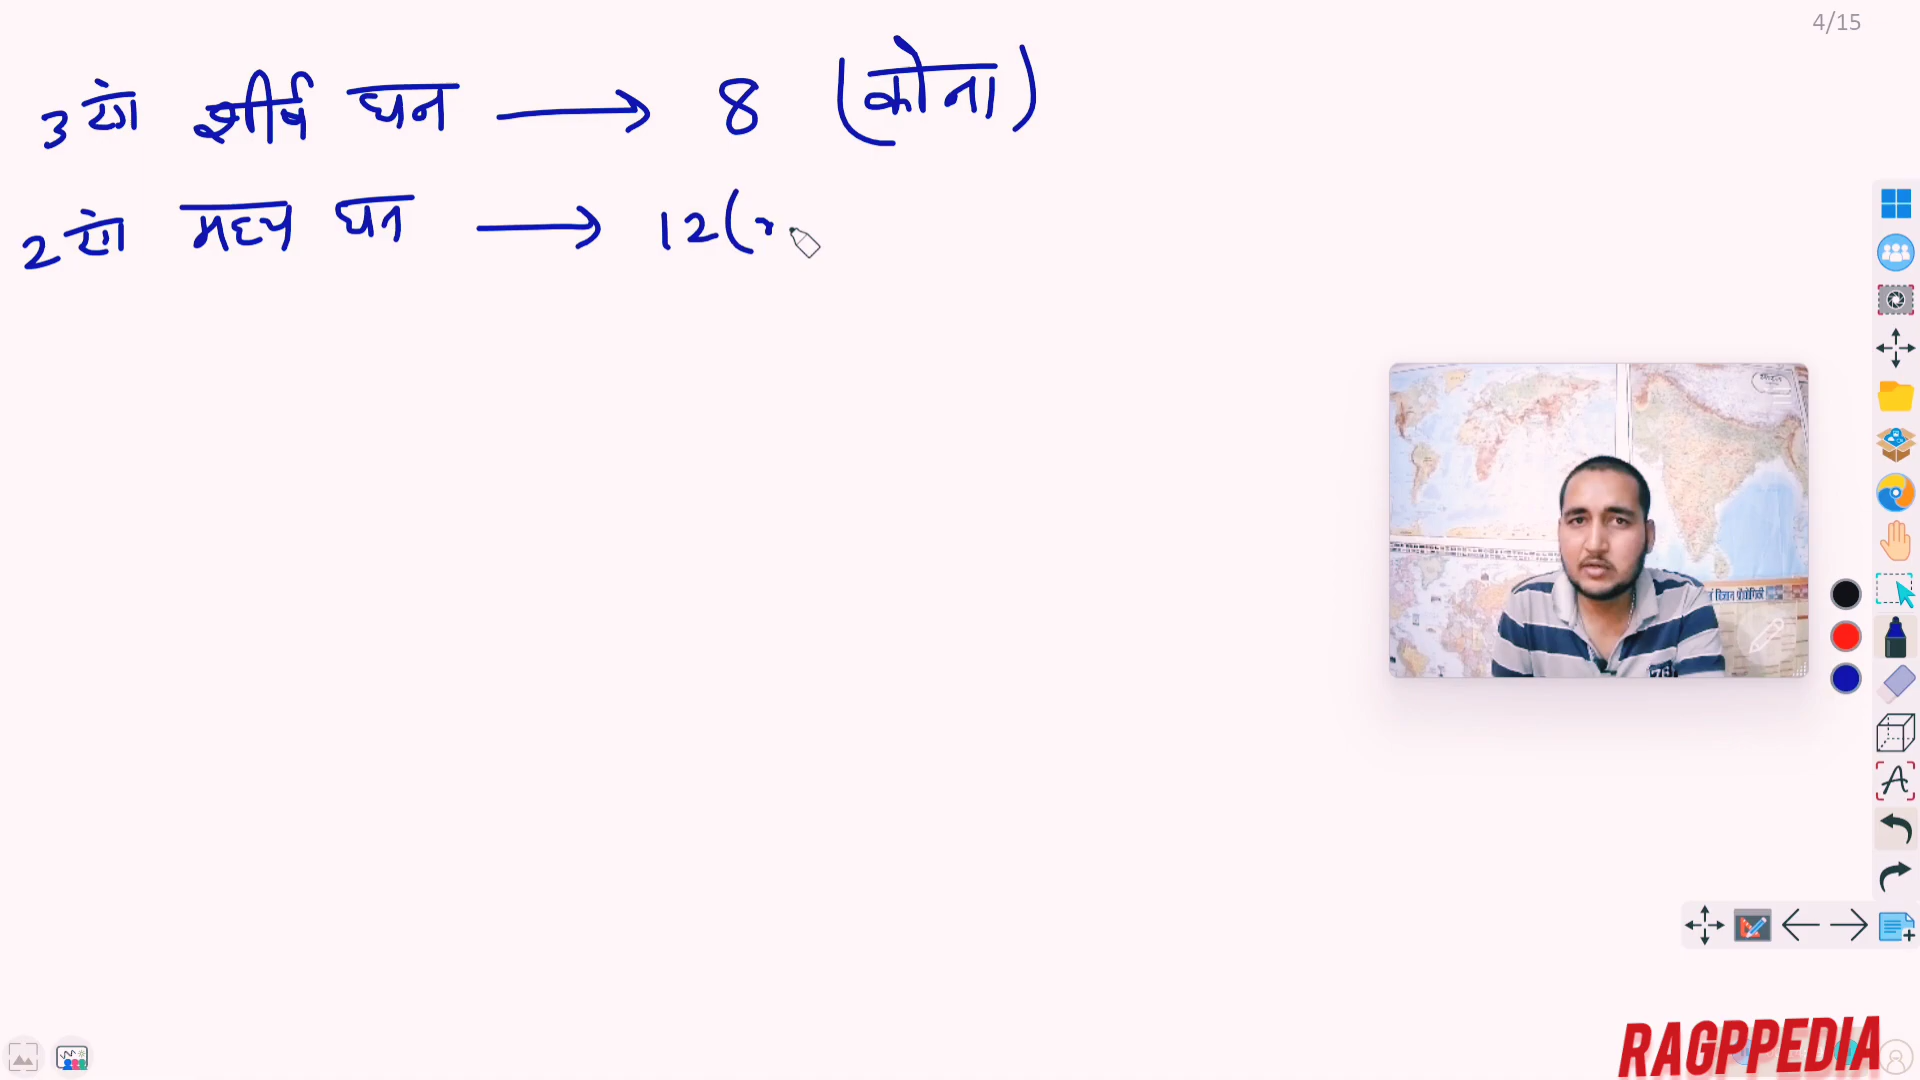 4/15
3 रंग शीर्ष घन → 8 (कोना)
2 रंग मध्य घन → 12(
RAGPPEDIA